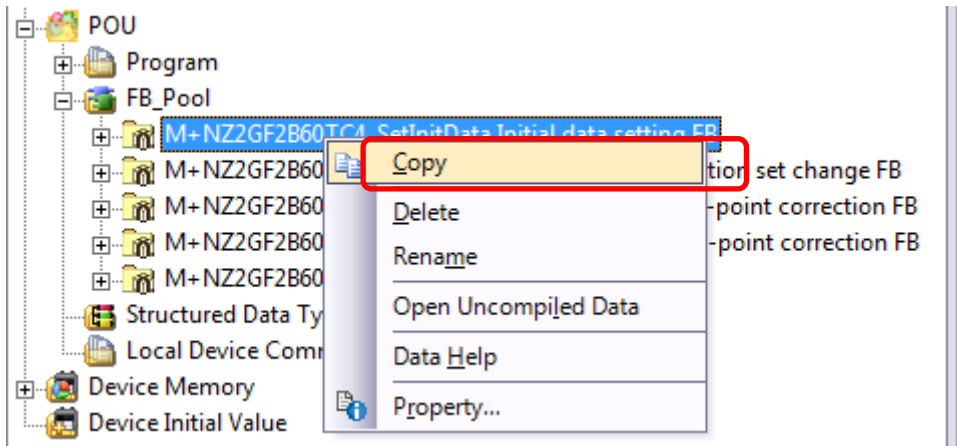 POU
Program
FB_Pool
M+NZ2GF2B60TC4_SetInitData Initial data setting FB
M+NZ2GF2B60 tion set change FB
M+NZ2GF2B60 -point correction FB
M+NZ2GF2B60 -point correction FB
M+NZ2GF2B60
Structured Data Ty
Local Device Comm
Device Memory
Device Initial Value
Copy
Delete
Rename
Open Uncompiled Data
Data Help
Property...